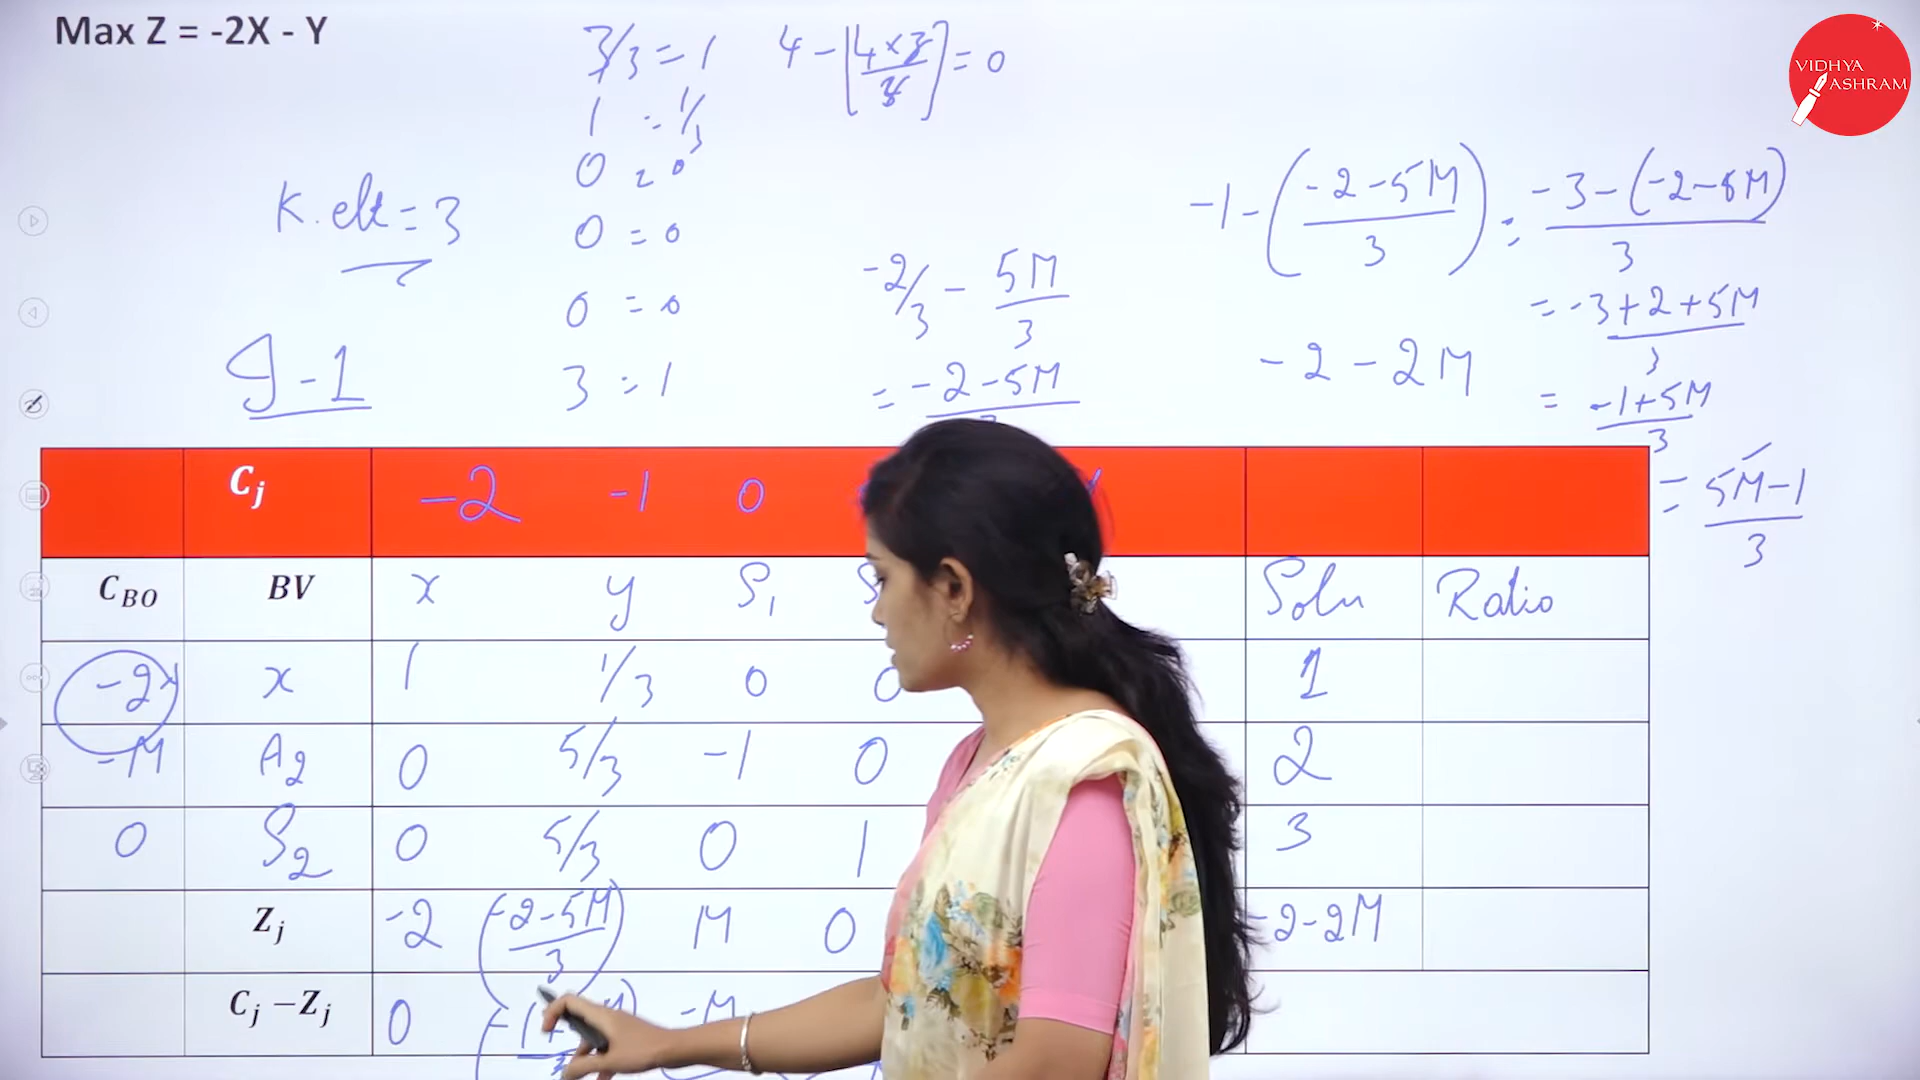 Max Z = -2X - Y
3/3 = 1
4 - [4×3/3] = 0
VIDHYA ASHRAM
1 = 1/3
0 = 0
K.elt = 3
0 = 0
0 = 0
3 = 1
I-1
-2/3 - 5M/3
= -2-5M
-1 - (-2-5M/3) = -3-(-2-5M)/3
= -3+2+5M/3
= -1+5M/3
= 5M-1/3
-2-2M
Cj -2 -1 0
CBO BV x y S1 Soln Ratio
-2 x 1 1/3 0 0 1
-M A2 0 5/3 -1 0 2
0 S2 0 5/3 0 1 3
Zj -2 (-2-5M/3) M 0 -2-2M
Cj - Zj 0 -M